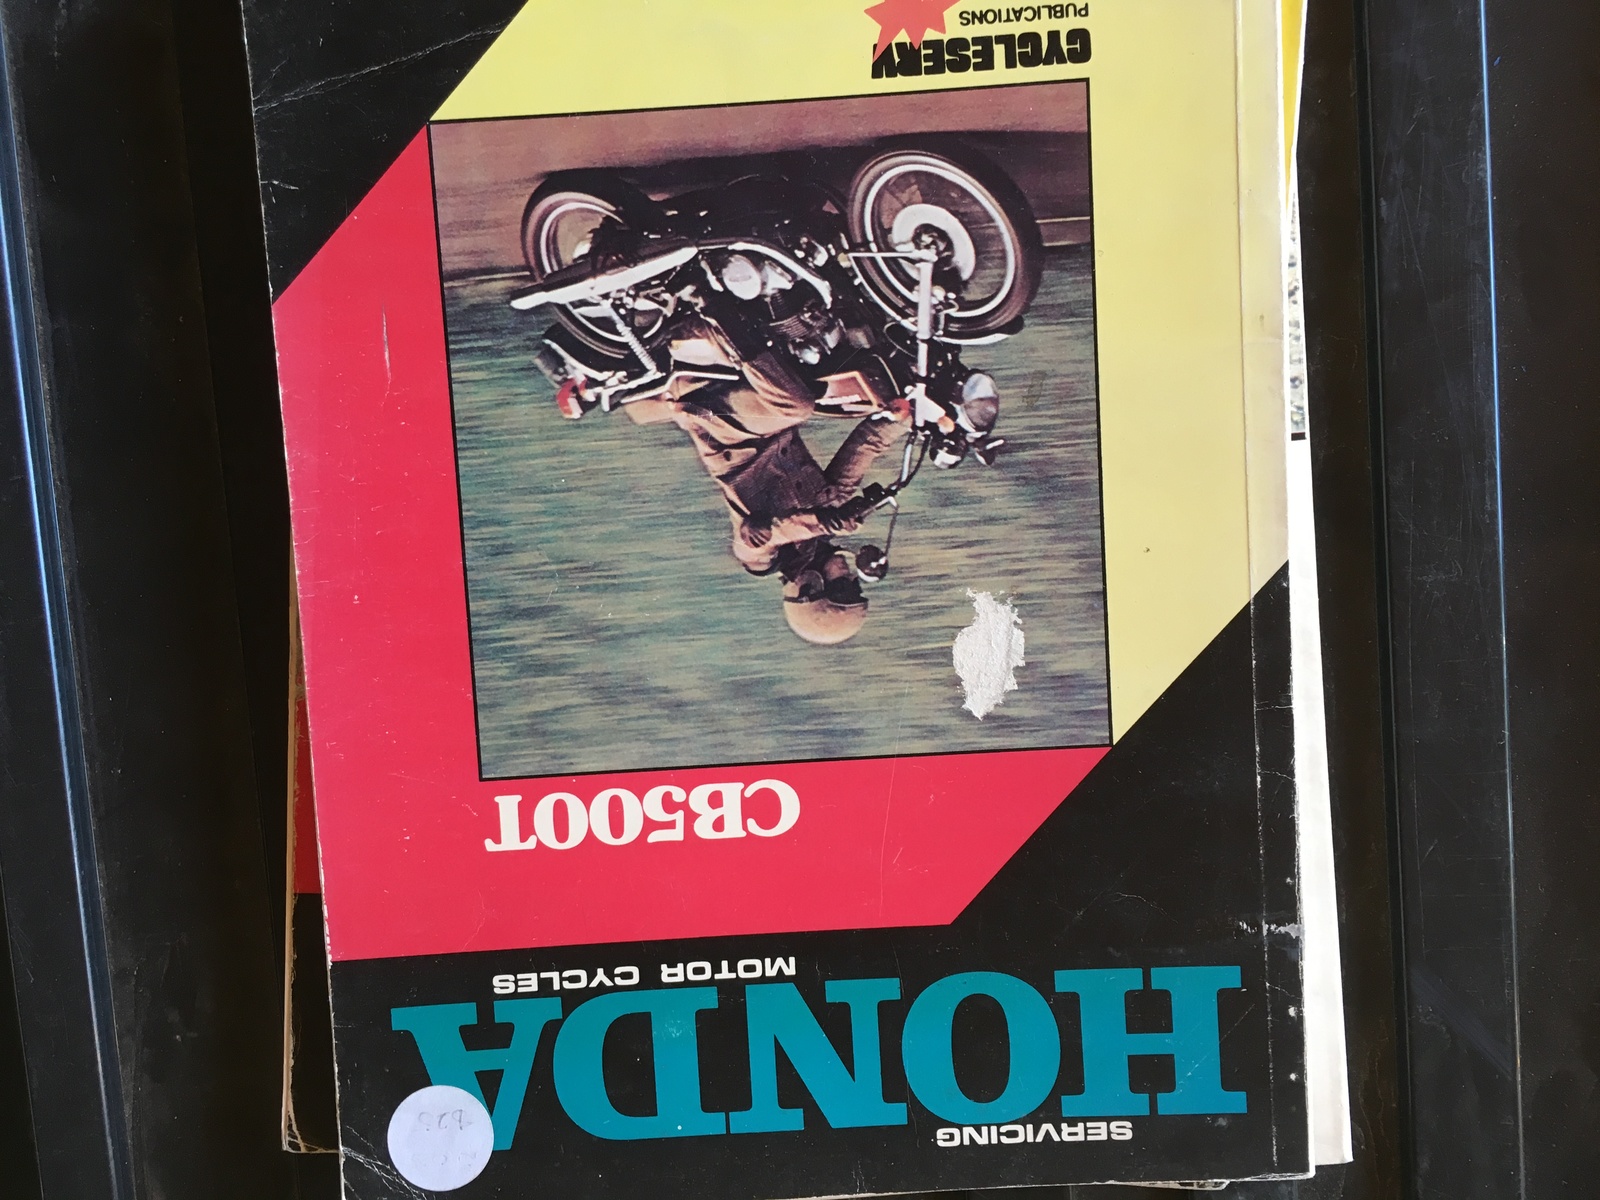 SERVICING
HONDA
MOTOR CYCLES
CB500T
CYCLESERV
PUBLICATIONS